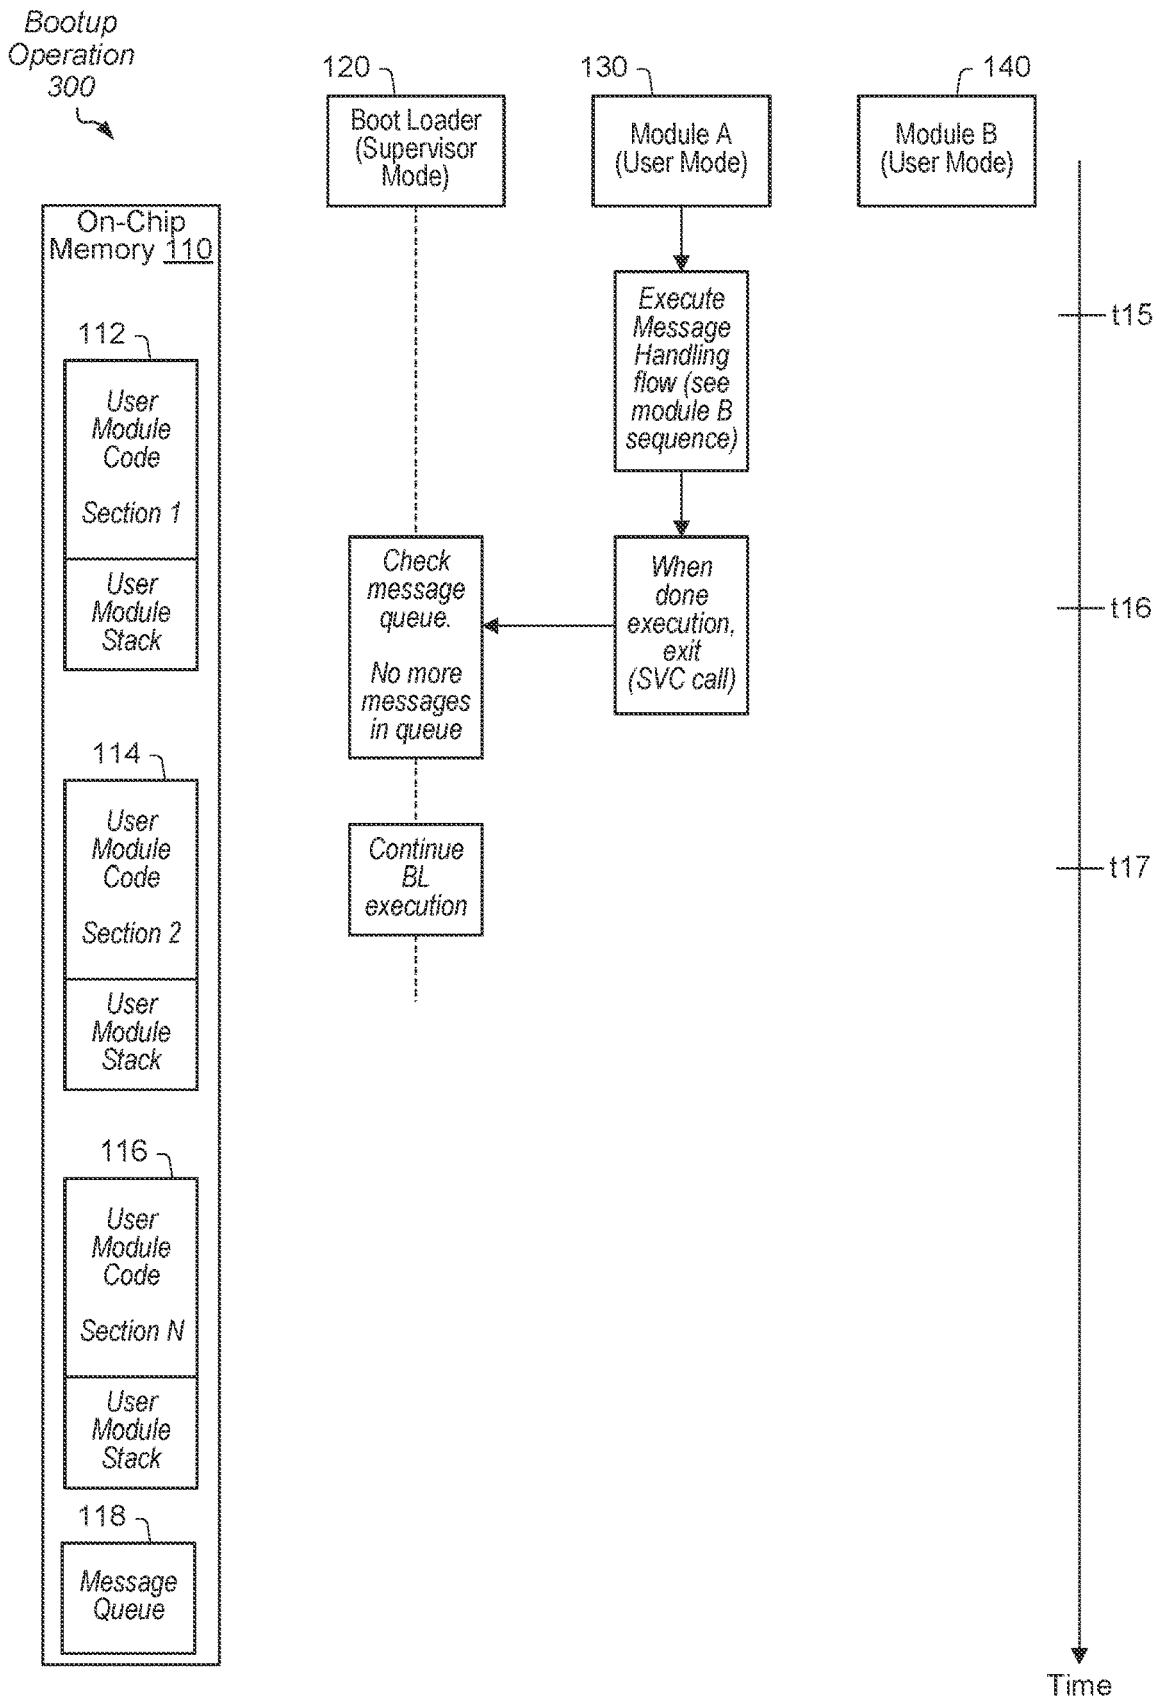 Bootup
Operation
300
120
130
140
Boot Loader
(Supervisor
Mode)
Module A
(User Mode)
Module B
(User Mode)
On-Chip
Memory 110
112
User
Module
Code
Section 1
User
Module
Stack
114
User
Module
Code
Section 2
User
Module
Stack
116
User
Module
Code
Section N
User
Module
Stack
118
Message
Queue
Execute
Message
Handling
flow (see
module B
sequence)
Check
message
queue.
No more
messages
in queue
When
done
execution,
exit
(SVC call)
Continue
BL
execution
t15
t16
t17
Time